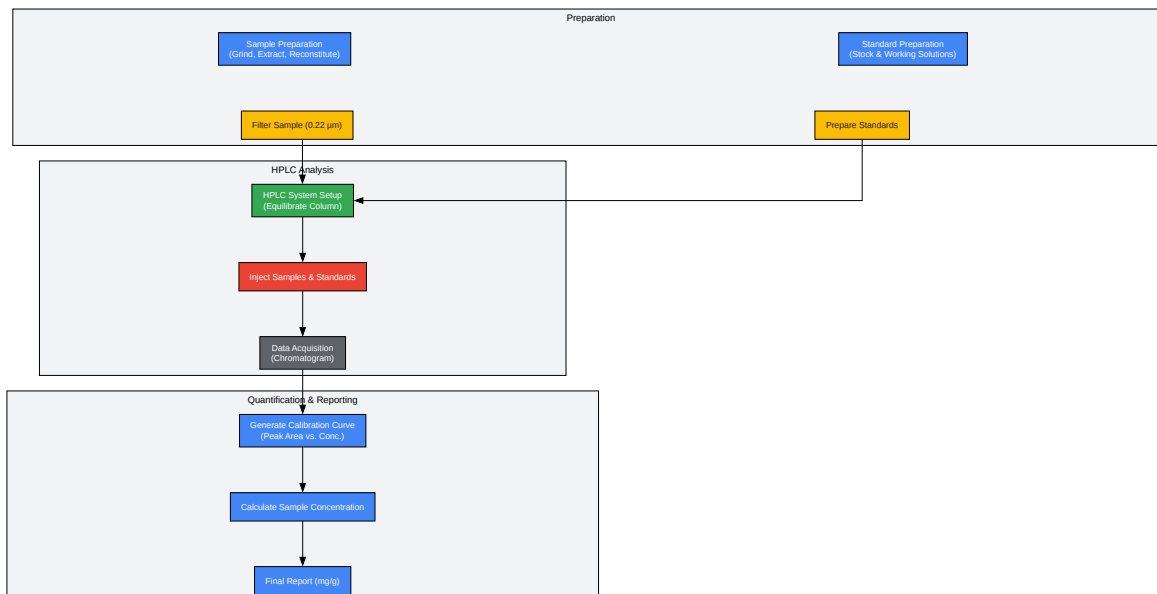 Preparation
Sample Preparation
(Grind, Extract, Reconstitute)
Standard Preparation
(Stock & Working Solutions)
Filter Sample (0.22 µm)
Prepare Standards
HPLC Analysis
HPLC System Setup
(Equilibrate Column)
Inject Samples & Standards
Data Acquisition
(Chromatogram)
Quantification & Reporting
Generate Calibration Curve
(Peak Area vs. Conc.)
Calculate Sample Concentration
Final Report (mg/g)